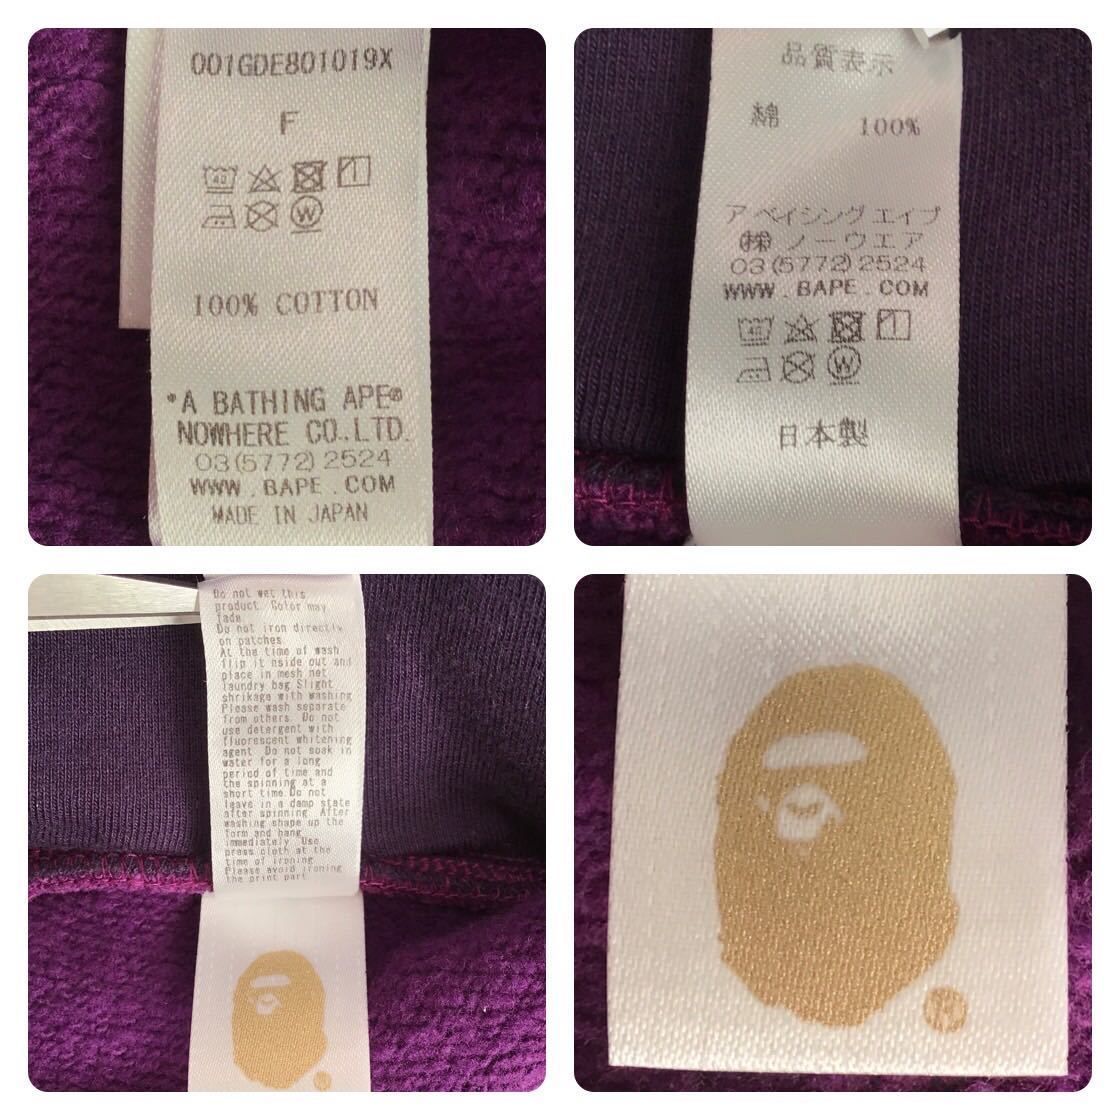 001GDE801019X
F
40
W
100% COTTON
"A BATHING APE®
NOWHERE CO.,LTD.
03(5772)2524
WWW.BAPE.COM
MADE IN JAPAN
品質表示
綿 100%
ア ベイシング エイプ
㈱ ノーウエア
03(5772)2524
WWW.BAPE.COM
40
W
日本製
Do not wet this
product. Color may
fade.
Do not iron directly
on patches.
At the time of wash
flip it nside out and
place in mesh net
laundry bag Slight
shrikage with washing
Please wash separate
from others. Do not
use detergent with
fluorescent whitening
agent. Do not soak in
water for a long
period of time and
the spinning at a
short time.Do not
leave in a damp state
after spinning. After
washing shape up the
form and hang
immediately. Use
press cloth at the
time of ironing
Please avoid ironing
the print part.